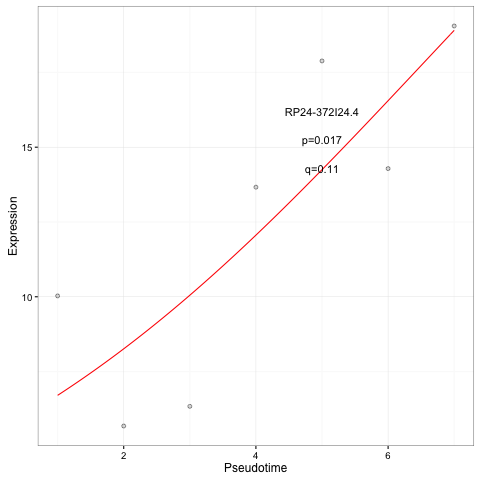 RP24-372I24.4
p=0.017
q=0.11
15
10
Expression
2
4
6
Pseudotime